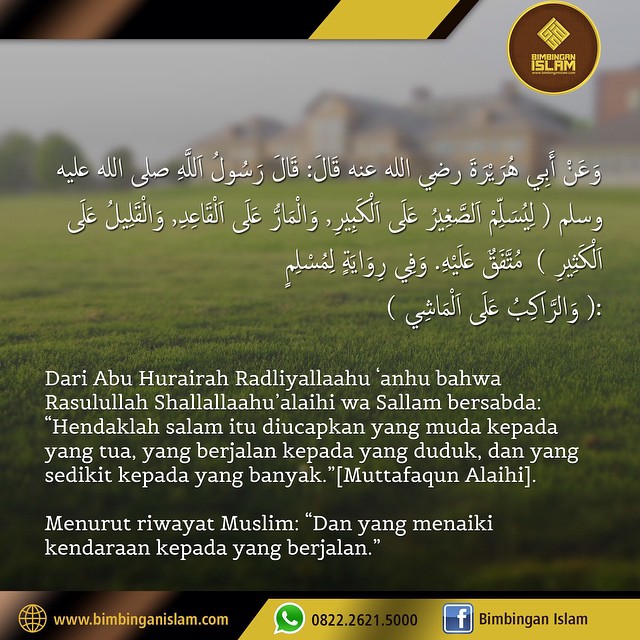 BIMBINGAN
ISLAM
www.bimbinganislam.com
وَعَنْ أَبِي هُرَيْرَةَ رضي الله عنه قَالَ: قَالَ رَسُولُ اَللَّهِ صلى الله عليه
وسلم ( لِيُسَلِّمْ اَلصَّغِيرُ عَلَى اَلْكَبِيرِ, وَالْمَارُّ عَلَى اَلْقَاعِدِ, وَالْقَلِيلُ عَلَى
اَلْكَثِيرِ ) مُتَّفَقٌ عَلَيْهِ. وَفِي رِوَايَةٍ لِمُسْلِمٍ
:( وَالرَّاكِبُ عَلَى اَلْمَاشِي )
Dari Abu Hurairah Radliyallaahu ‘anhu bahwa
Rasulullah Shallallaahu’alaihi wa Sallam bersabda:
“Hendaklah salam itu diucapkan yang muda kepada
yang tua, yang berjalan kepada yang duduk, dan yang
sedikit kepada yang banyak.”[Muttafaqun Alaihi].
Menurut riwayat Muslim: “Dan yang menaiki
kendaraan kepada yang berjalan.”
www.bimbinganislam.com 0822.2621.5000 f Bimbingan Islam